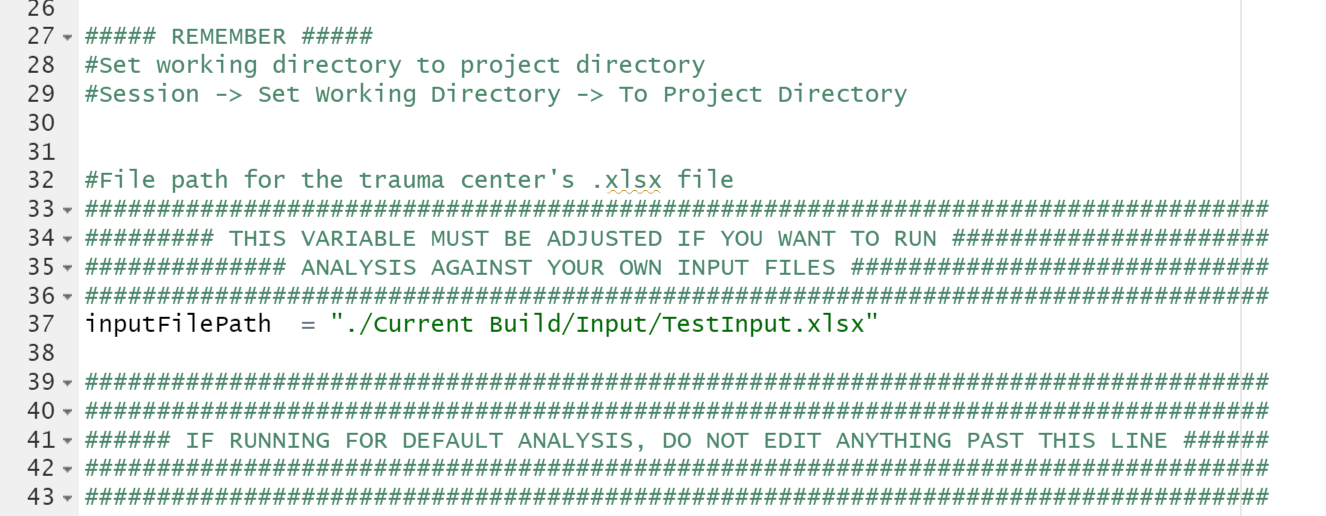 26
27 ##### REMEMBER #####
28 #Set working directory to project directory
29 #Session -> Set Working Directory -> To Project Directory
30
31
32 #File path for the trauma center's .xlsx file
33 ##################################################################################
34 ######### THIS VARIABLE MUST BE ADJUSTED IF YOU WANT TO RUN ######################
35 ############## ANALYSIS AGAINST YOUR OWN INPUT FILES #############################
36 ##################################################################################
37 inputFilePath  = "./Current Build/Input/TestInput.xlsx"
38
39 ##################################################################################
40 ##################################################################################
41 ###### IF RUNNING FOR DEFAULT ANALYSIS, DO NOT EDIT ANYTHING PAST THIS LINE ######
42 ##################################################################################
43 ##################################################################################